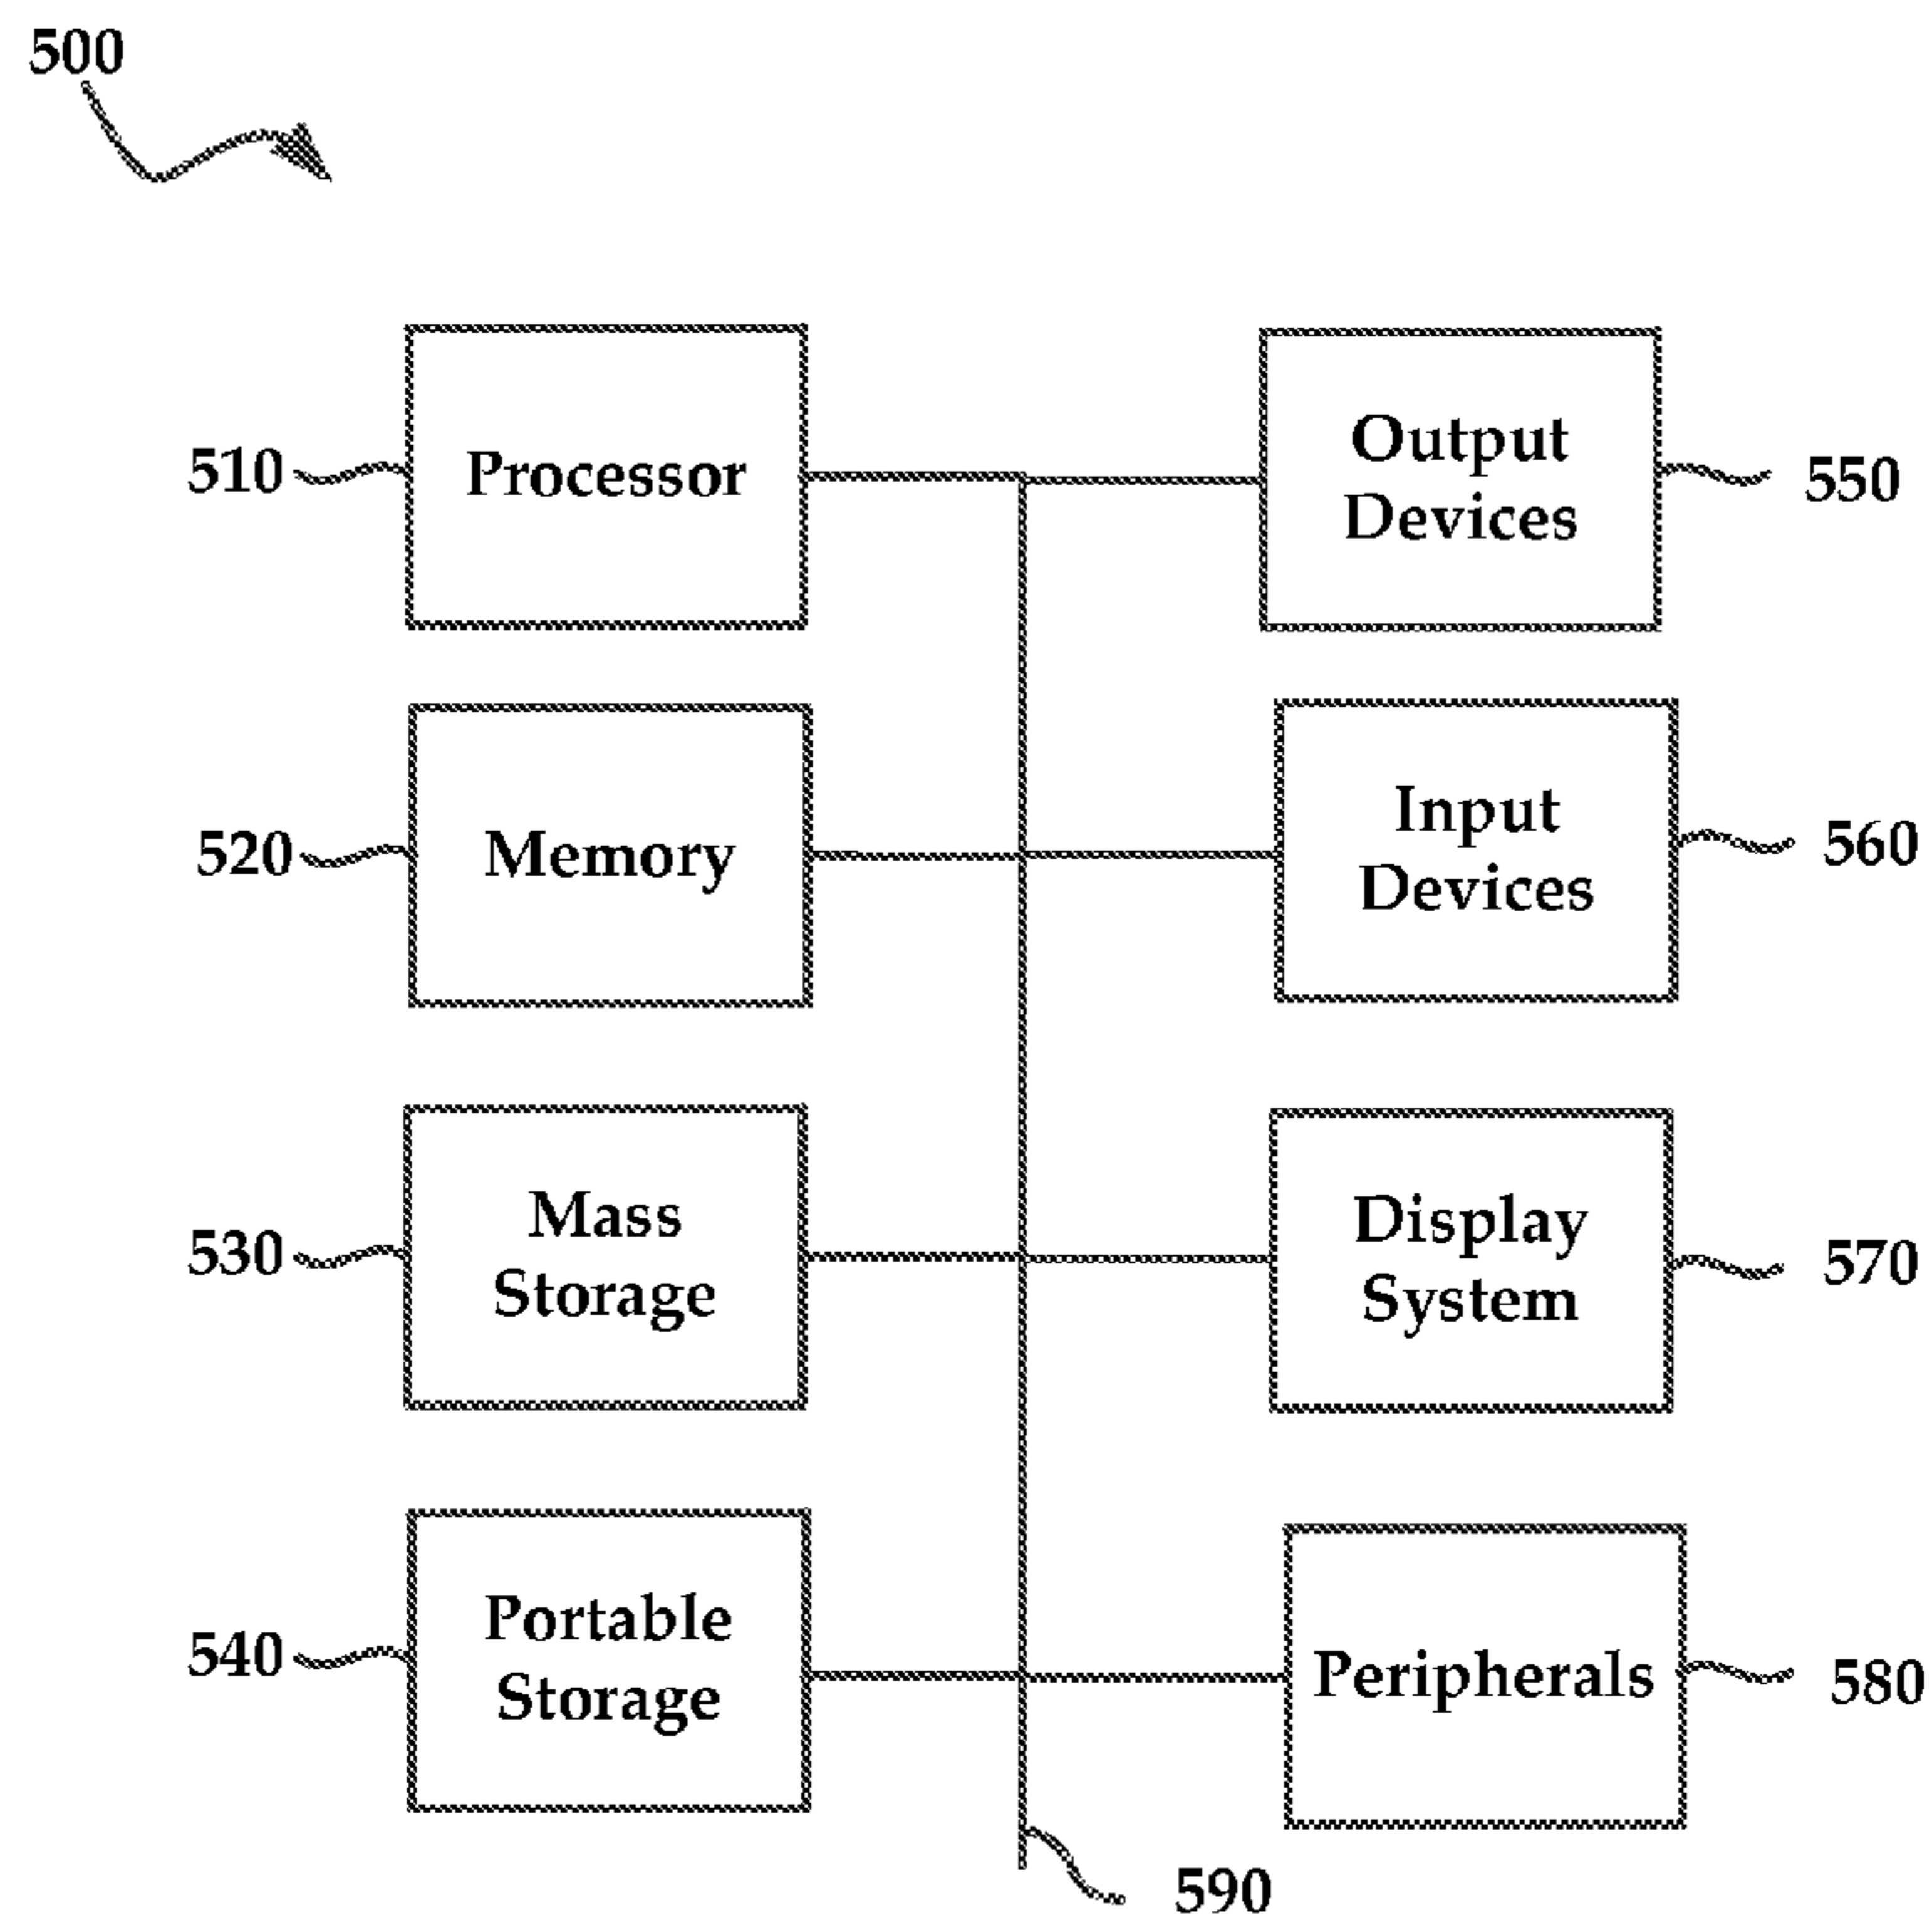 500
510
Processor
Output
Devices
550
520
Memory
Input
Devices
560
530
Mass
Storage
Display
System
570
540
Portable
Storage
Peripherals
580
590